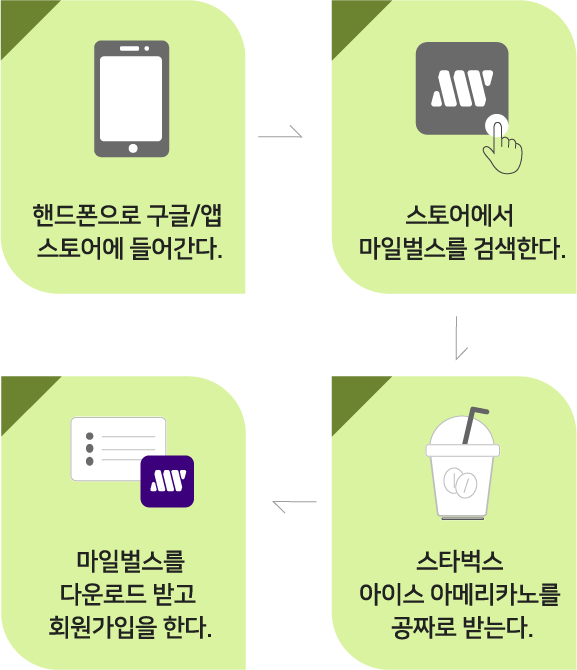 핸드폰으로 구글/앱
스토어에 들어간다.
스토어에서
마일벌스를 검색한다.
스타벅스
아이스 아메리카노를
공짜로 받는다.
마일벌스를
다운로드 받고
회원가입을 한다.